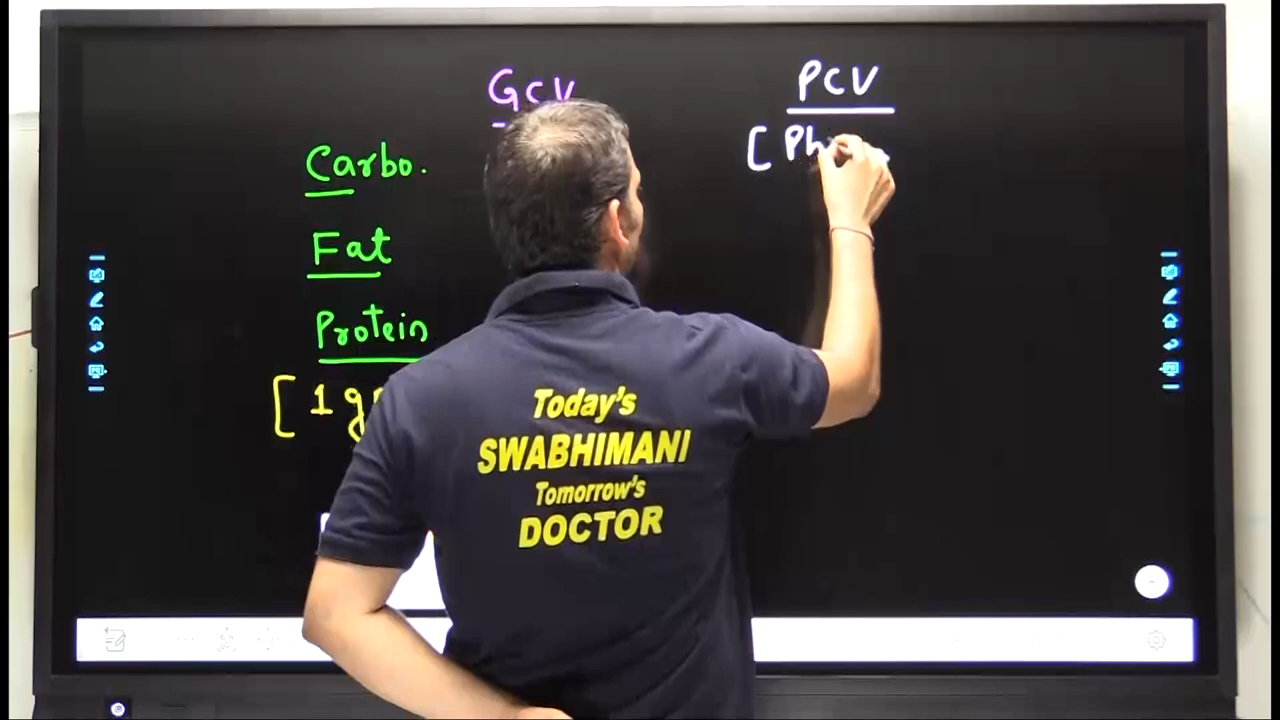 GCV
PCV
[ Ph
Carbo.
Fat
Protein
[ 1 g
Today's
SWABHIMANI
Tomorrow's
DOCTOR